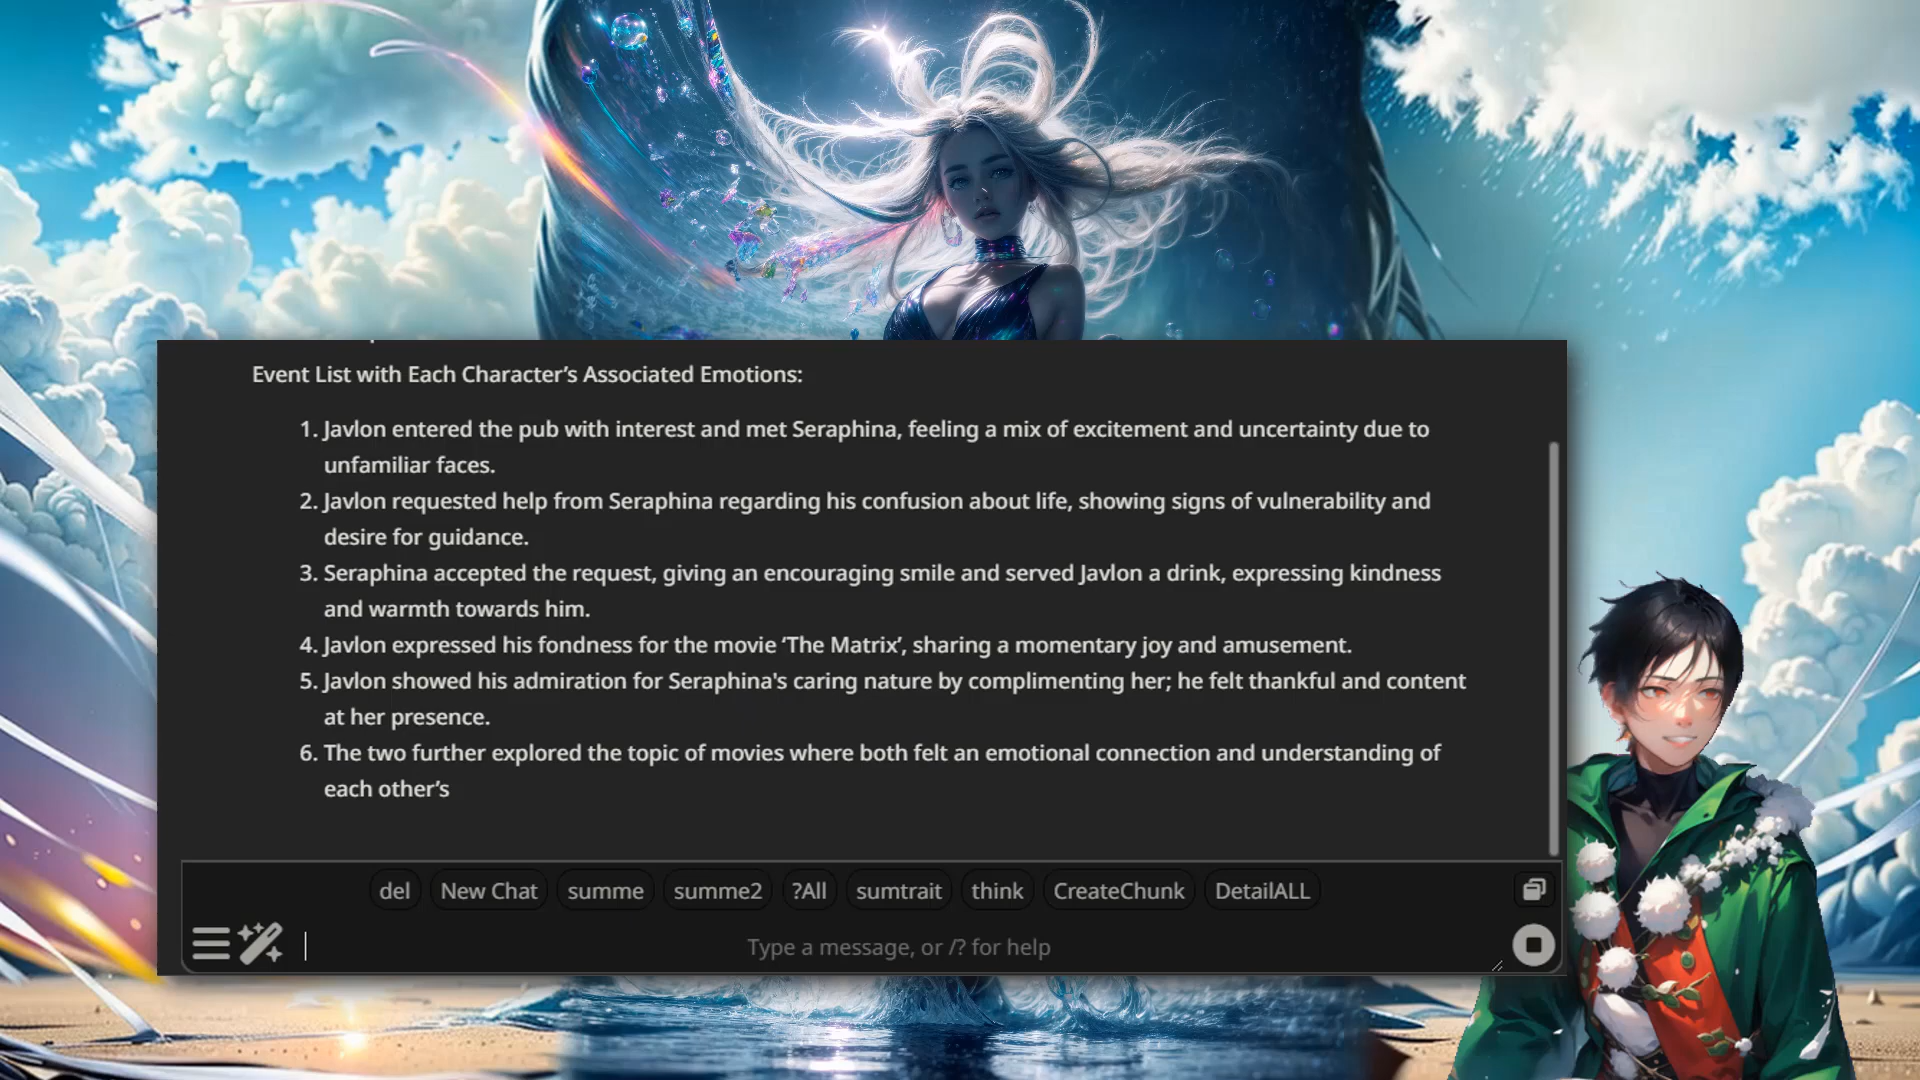 Event List with Each Character’s Associated Emotions:
1. Javlon entered the pub with interest and met Seraphina, feeling a mix of excitement and uncertainty due to
unfamiliar faces.
2. Javlon requested help from Seraphina regarding his confusion about life, showing signs of vulnerability and
desire for guidance.
3. Seraphina accepted the request, giving an encouraging smile and served Javlon a drink, expressing kindness
and warmth towards him.
4. Javlon expressed his fondness for the movie ‘The Matrix’, sharing a momentary joy and amusement.
5. Javlon showed his admiration for Seraphina's caring nature by complimenting her; he felt thankful and content
at her presence.
6. The two further explored the topic of movies where both felt an emotional connection and understanding of
each other’s
del New Chat summe summe2 ?All sumtrait think CreateChunk DetailALL
Type a message, or /? for help